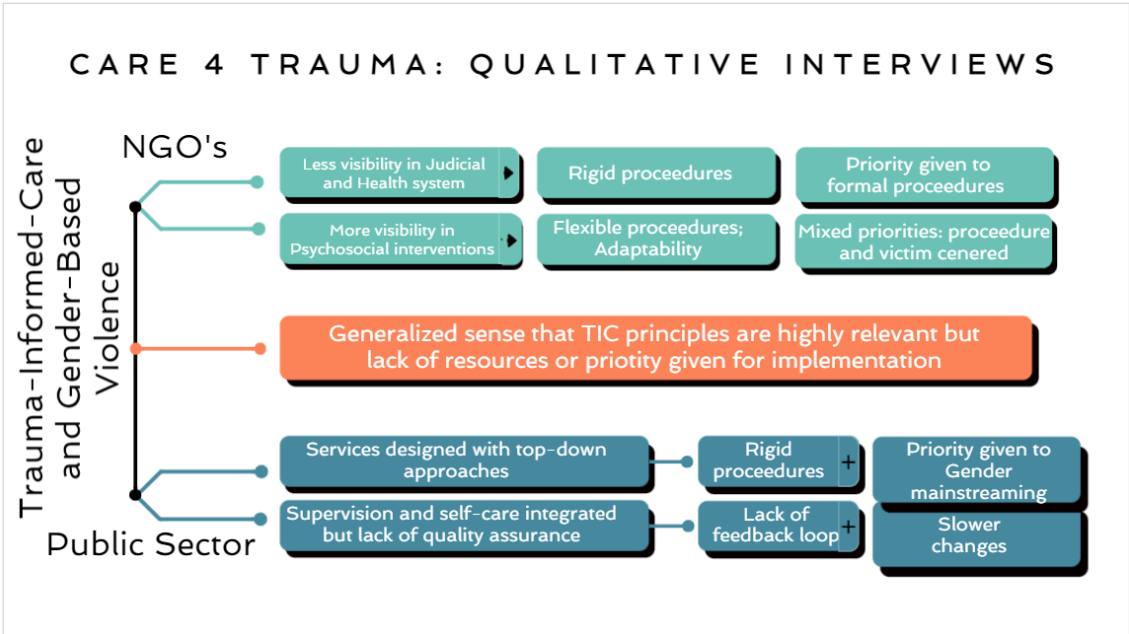 CARE 4 TRAUMA: QUALITATIVE INTERVIEWS
Trauma-Informed-Care
and Gender-Based
Violence
NGO's
Less visibility in Judicial
and Health system
Rigid proceedures
Priority given to
formal proceedures
More visibility in
Psychosocial interventions
Flexible proceedures;
Adaptability
Mixed priorities: proceedure
and victim cenered
Generalized sense that TIC principles are highly relevant but
lack of resources or priotity given for implementation
Public Sector
Services designed with top-down
approaches
Rigid
proceedures
+
Priority given to
Gender
mainstreaming
Supervision and self-care integrated
but lack of quality assurance
Lack of
feedback loop
+
Slower
changes